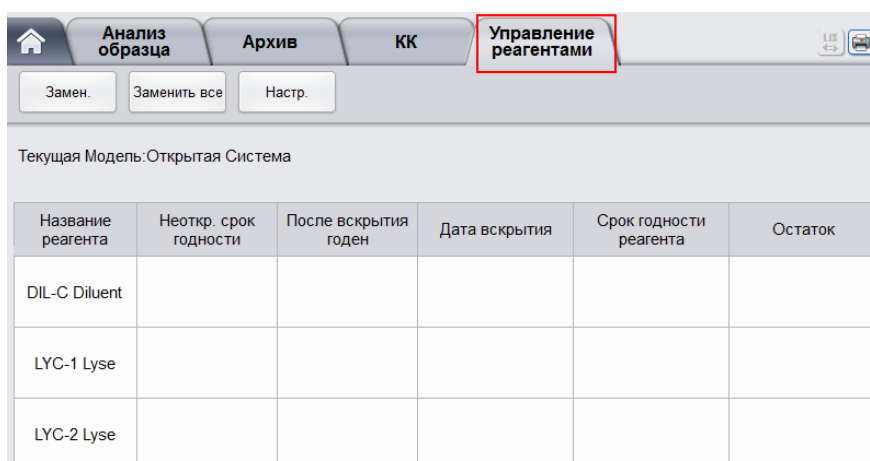 Анализ образца
Архив
КК
Управление реагентами
LIS
Замен.
Заменить все
Настр.
Текущая Модель:Открытая Система
Название реагента
Неоткр. срок годности
После вскрытия годен
Дата вскрытия
Срок годности реагента
Остаток
DIL-C Diluent
LYC-1 Lyse
LYC-2 Lyse